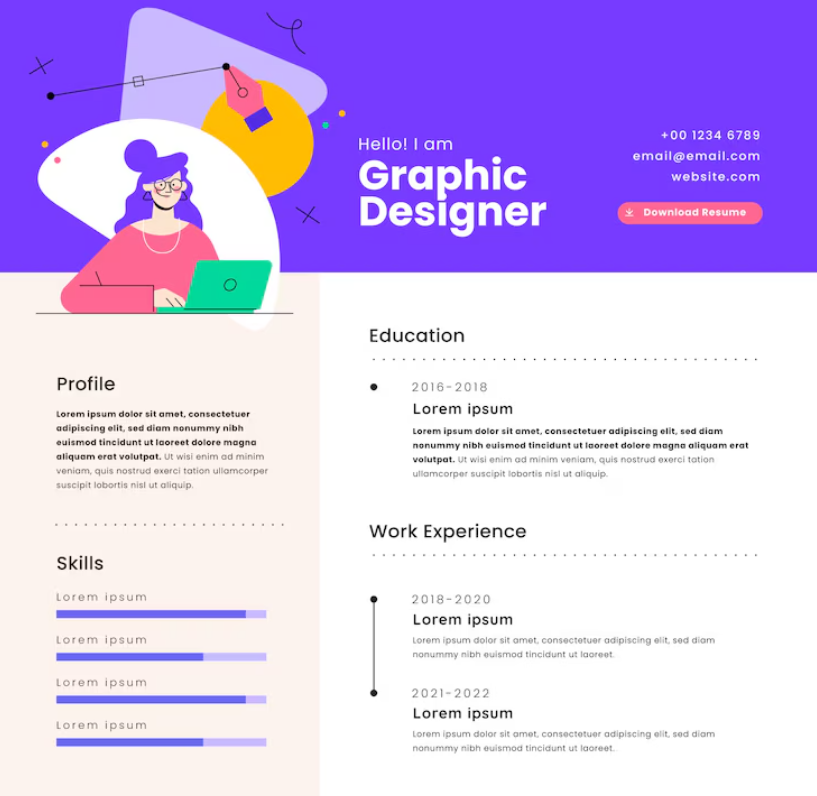 Hello! I am
Graphic
Designer
+00 1234 6789
email@email.com
website.com
Download Resume
Profile
Lorem ipsum dolor sit amet, consectetuer
adipiscing elit, sed diam nonummy nibh
euismod tincidunt ut laoreet dolore magna
aliquam erat volutpat. Ut wisi enim ad minim
veniam, quis nostrud exerci tation ullamcorper
suscipit lobortis nisl ut aliquip.
Skills
Lorem ipsum
Lorem ipsum
Lorem ipsum
Lorem ipsum
Education
2016-2018
Lorem ipsum
Lorem ipsum dolor sit amet, consectetuer adipiscing elit, sed diam
nonummy nibh euismod tincidunt ut laoreet dolore magna aliquam erat
volutpat. Ut wisi enim ad minim veniam, quis nostrud exerci tation
ullamcorper suscipit lobortis nisl ut aliquip.
Work Experience
2018-2020
Lorem ipsum
Lorem ipsum dolor sit amet, consectetuer adipiscing elit, sed diam
nonummy nibh euismod tincidunt ut laoreet.
2021-2022
Lorem ipsum
Lorem ipsum dolor sit amet, consectetuer adipiscing elit, sed diam
nonummy nibh euismod tincidunt ut laoreet.